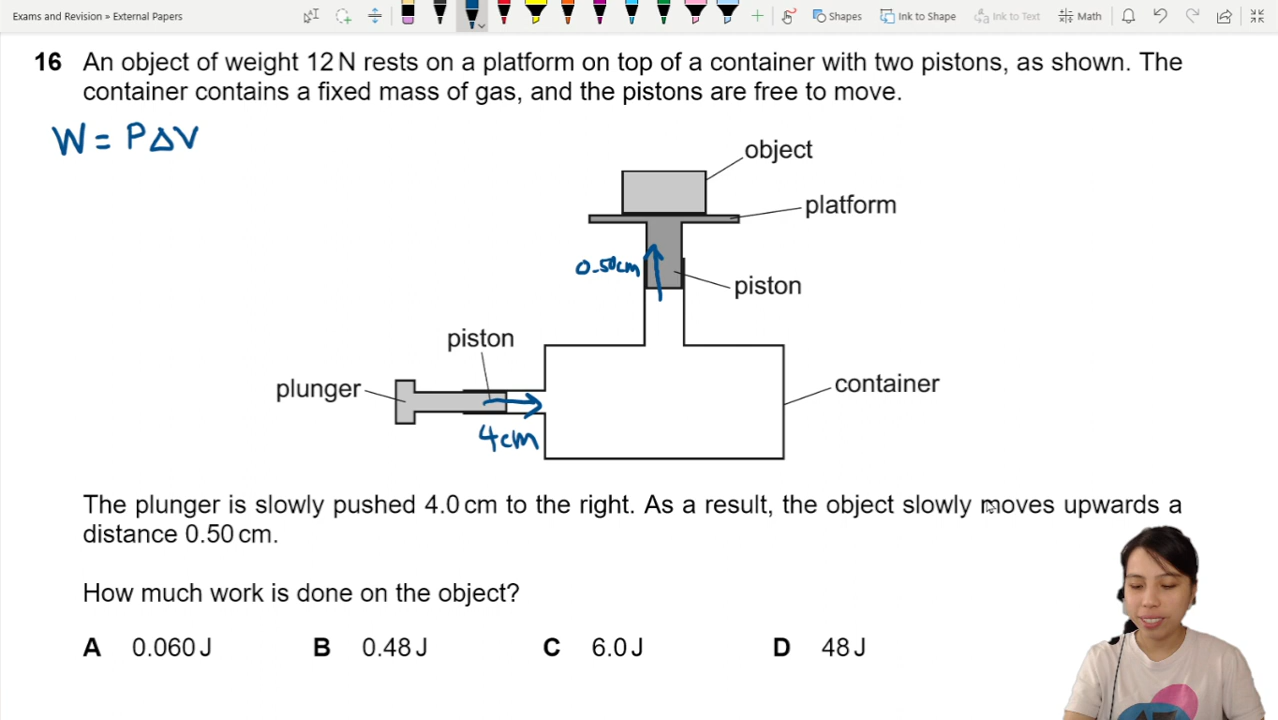 Exams and Revision » External Papers
Shapes
Ink to Shape
Ink to Text
Math
16 An object of weight 12 N rests on a platform on top of a container with two pistons, as shown. The
container contains a fixed mass of gas, and the pistons are free to move.
W = PΔV
object
platform
0.50cm
piston
piston
plunger
container
4cm
The plunger is slowly pushed 4.0 cm to the right. As a result, the object slowly moves upwards a
distance 0.50 cm.
How much work is done on the object?
A 0.060 J B 0.48 J C 6.0 J D 48 J